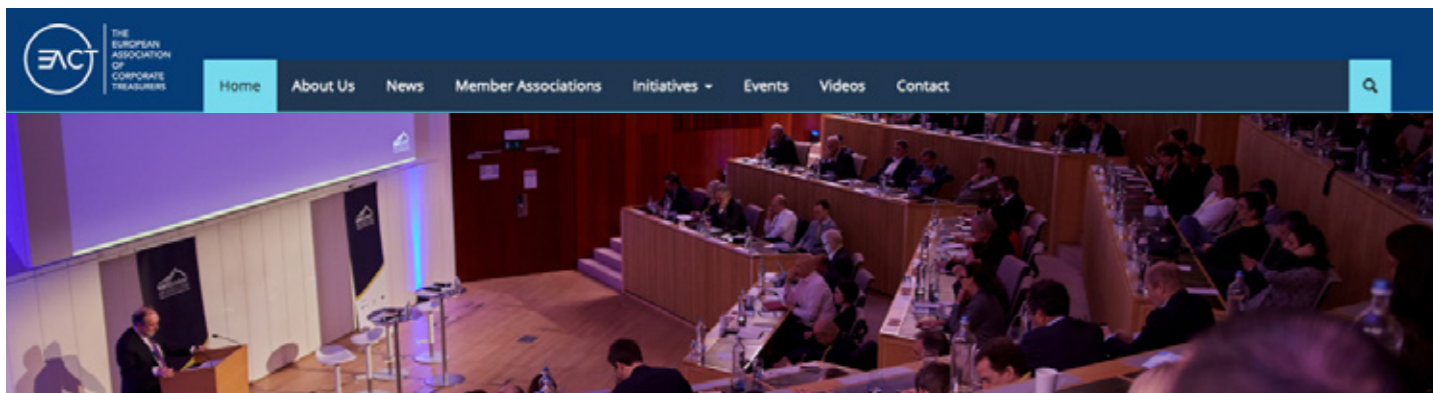 EACT
THE
EUROPEAN
ASSOCIATION
OF
CORPORATE
TREASURERS
Home About Us News Member Associations Initiatives Events Videos Contact